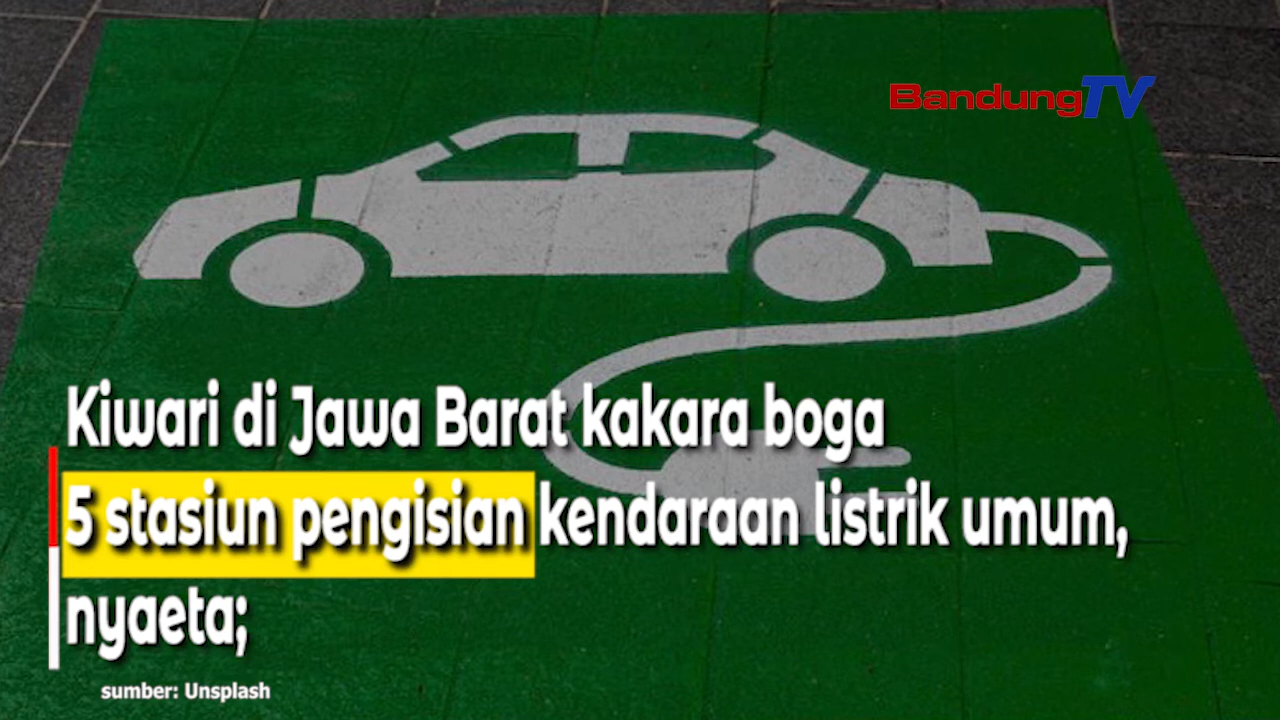 BandungTV
Kiwari di Jawa Barat kakara boga
5 stasiun pengisian kendaraan listrik umum,
nyaeta;
sumber: Unsplash